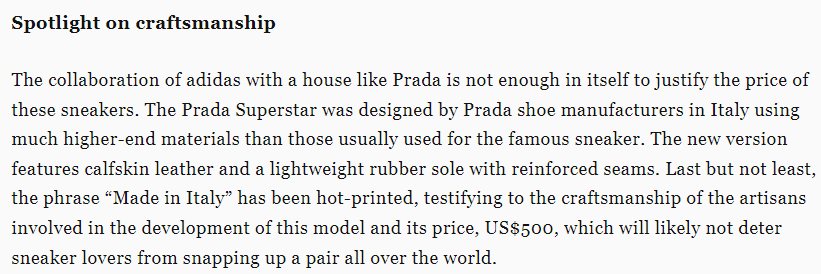 Spotlight on craftsmanship
The collaboration of adidas with a house like Prada is not enough in itself to justify the price of
these sneakers. The Prada Superstar was designed by Prada shoe manufacturers in Italy using
much higher-end materials than those usually used for the famous sneaker. The new version
features calfskin leather and a lightweight rubber sole with reinforced seams. Last but not least,
the phrase “Made in Italy” has been hot-printed, testifying to the craftsmanship of the artisans
involved in the development of this model and its price, US$500, which will likely not deter
sneaker lovers from snapping up a pair all over the world.